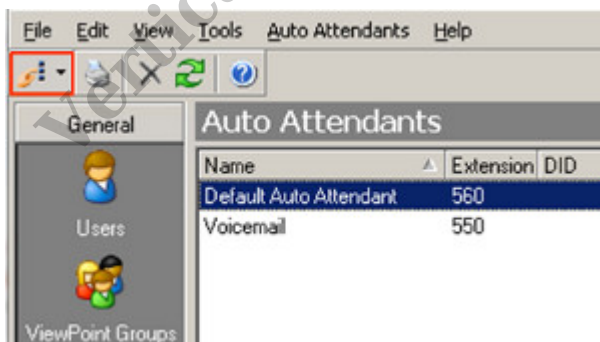 File Edit View Tools Auto Attendants Help
General
Auto Attendants
Name Extension DID
Default Auto Attendant 560
Voicemail 550
Users
ViewPoint Groups